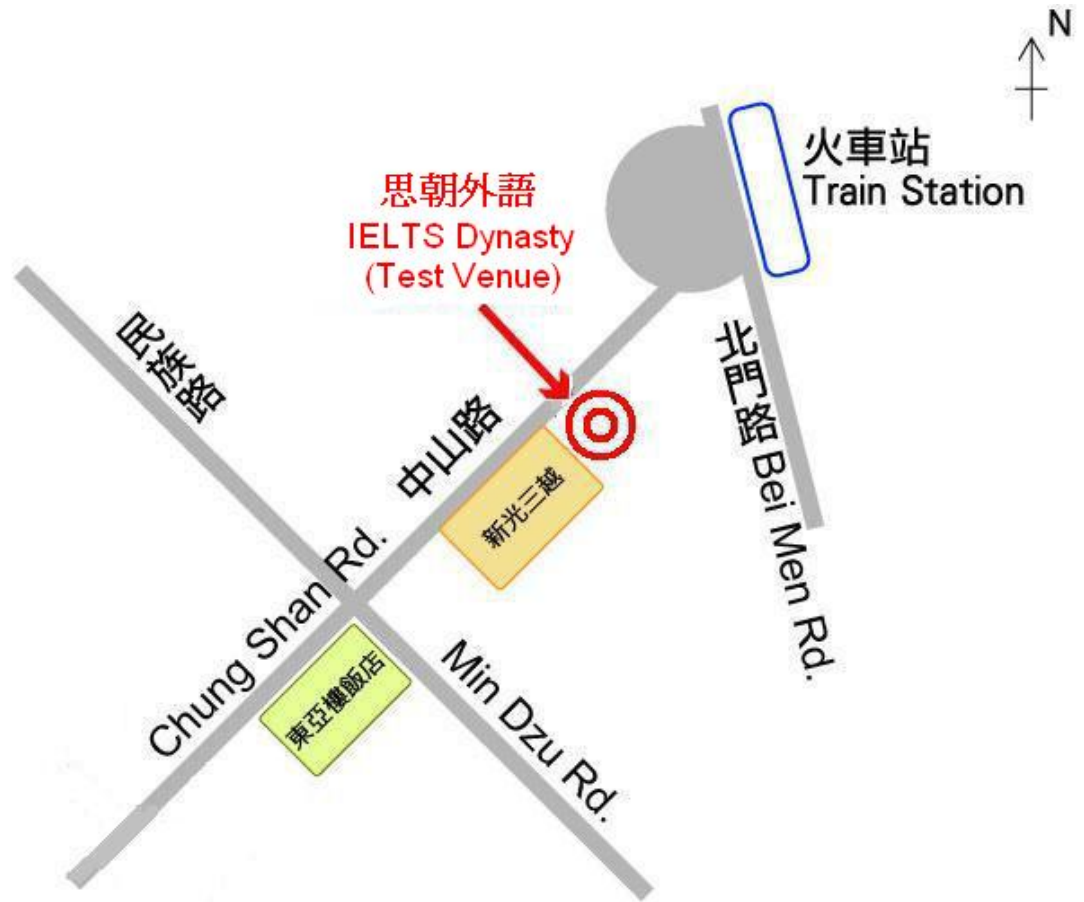 N
火車站
Train Station
思朝外語
IELTS Dynasty
(Test Venue)
民族路
中山路
北門路 Bei Men Rd.
新光三越
Chung Shan Rd.
東亞樓飯店
Min Dzu Rd.